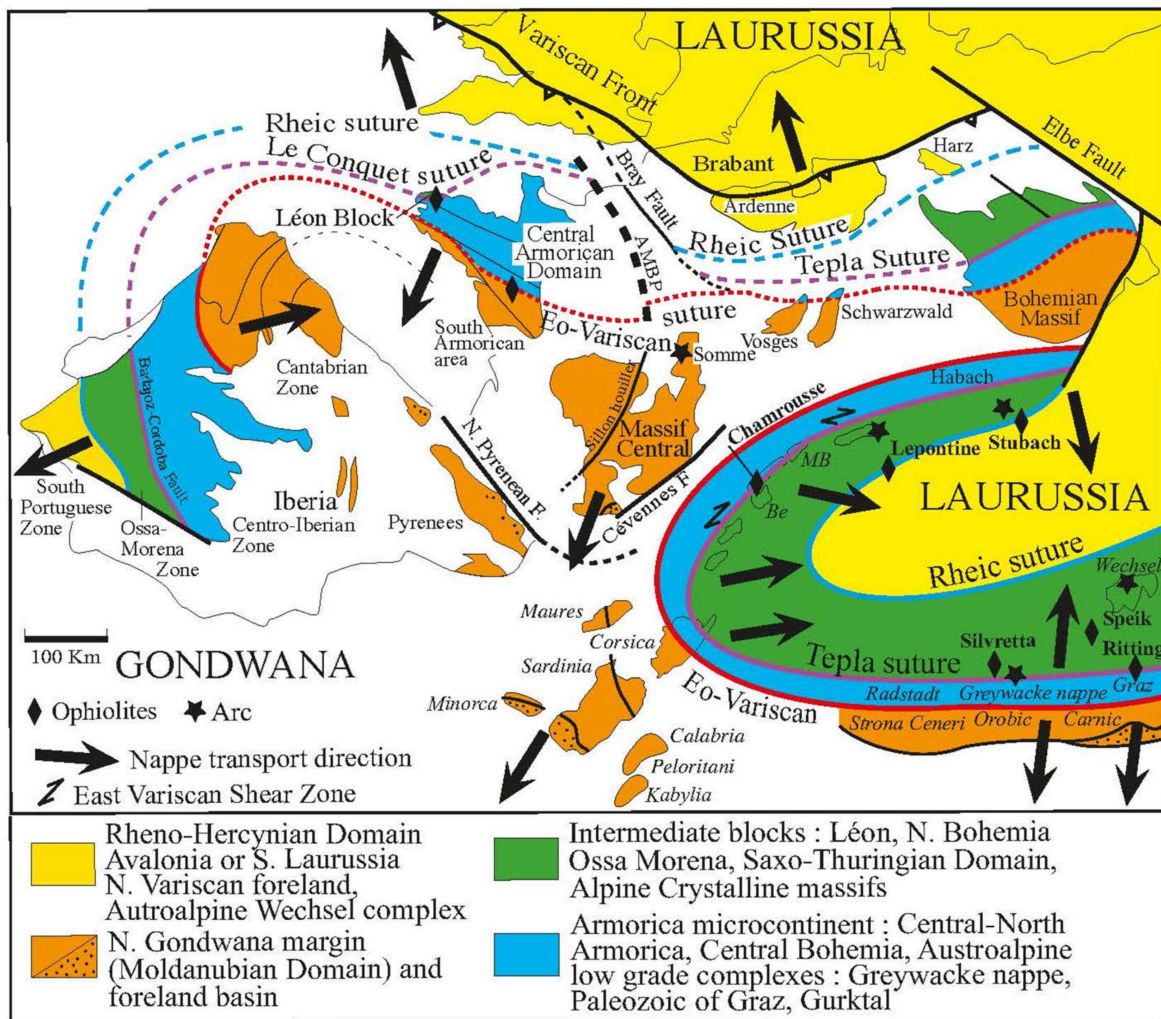 LAURUSSIA
Variscan Front
Rheic suture
Le Conquet suture
Bray Fault
Brabant
Ardenne
Harz
Elbe Fault
Léon Block
Central
Armorican
Domain
AMBP
Rheic Suture
Tepla Suture
Bohemian
Massif
Eo-Variscan
suture
South
Armorican
area
Somme
Vosges
Schwarzwald
Cantabrian
Zone
Barbajoz-Cordoba Fault
Sillon houiller
Massif
Central
Chamrousse
Habach
MB
Be
Lepontine
Stubach
N. Pyreneau F.
Cévennes F
Iberia
Centro-Iberian
Zone
Pyrenees
South
Portuguese
Zone
Ossa-
Morena
Zone
LAURUSSIA
Rheic suture
Wechsel
Speik
Ritting
Silvretta
Tepla suture
Graz
Radstadt
Greywacke nappe
Eo-Variscan
Strona Ceneri
Orobic
Carnic
Maures
Corsica
Sardinia
Minorca
Calabria
Peloritani
Kabylia
100 Km
GONDWANA
Ophiolites
Arc
Nappe transport direction
East Variscan Shear Zone
Rheno-Hercynian Domain
Avalonia or S. Laurussia
N. Variscan foreland,
Autroalpine Wechsel complex
N. Gondwana margin
(Moldanubian Domain) and
foreland basin
Intermediate blocks : Léon, N. Bohemia
Ossa Morena, Saxo-Thuringian Domain,
Alpine Crystalline massifs
Armorica microcontinent : Central-North
Armorica, Central Bohemia, Austroalpine
low grade complexes : Greywacke nappe,
Paleozoic of Graz, Gurktal